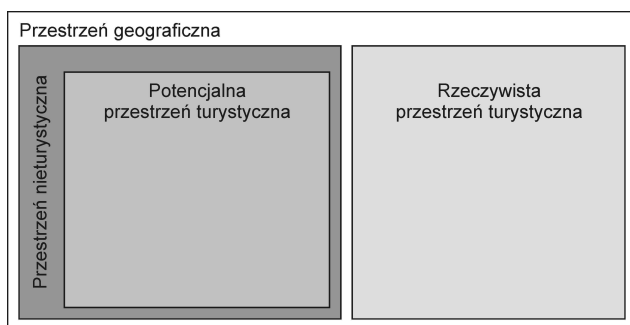 Przestrzeń geograficzna
Przestrzeń nieturystyczna
Potencjalna
przestrzeń turystyczna
Rzeczywista
przestrzeń turystyczna